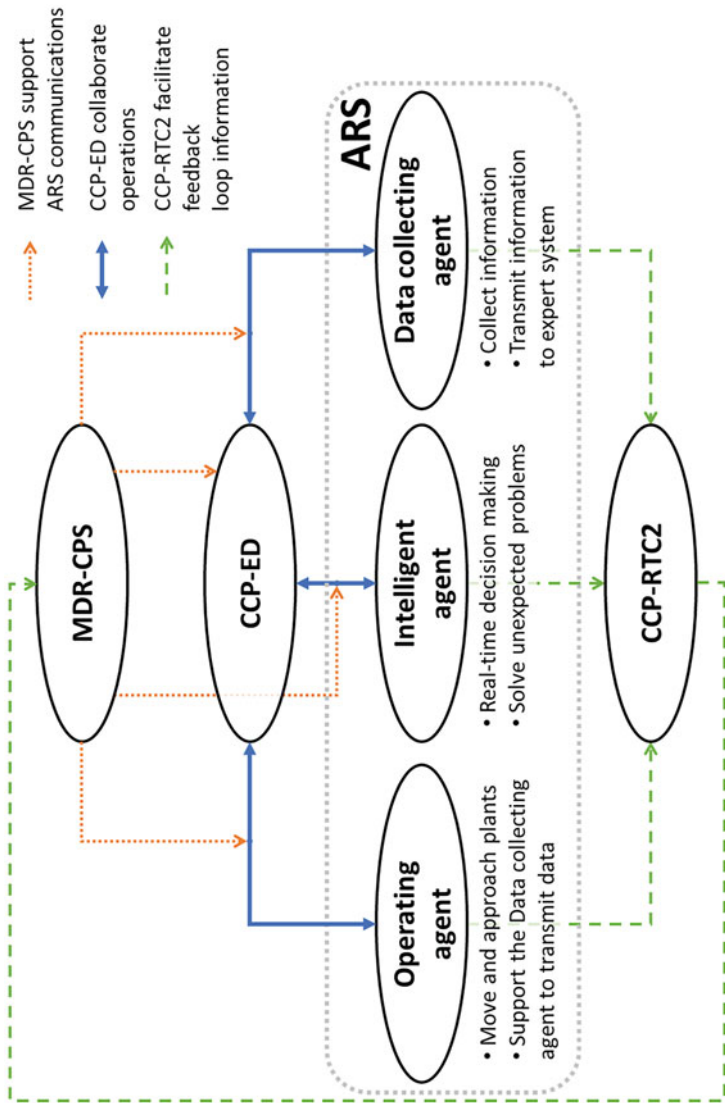 MDR-CPS support
ARS communications
CCP-ED collaborate
operations
CCP-RTC2 facilitate
feedback
loop information
MDR-CPS
CCP-ED
ARS
Operating
agent
• Move and approach plants
• Support the Data collecting
agent to transmit data
Intelligent
agent
• Real-time decision making
• Solve unexpected problems
Data collecting
agent
• Collect information
• Transmit information
to expert system
CCP-RTC2